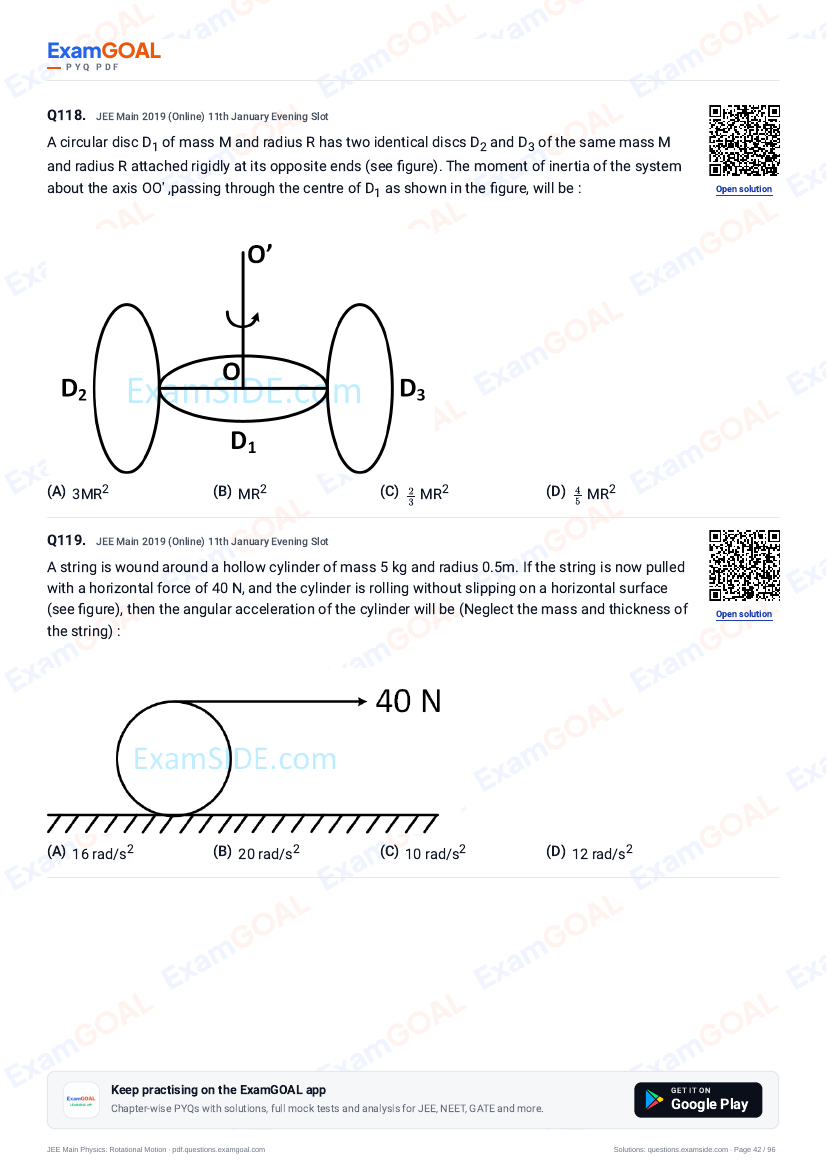 ExamGOAL
PYQ PDF
Q118. JEE Main 2019 (Online) 11th January Evening Slot
A circular disc D1 of mass M and radius R has two identical discs D2 and D3 of the same mass M
and radius R attached rigidly at its opposite ends (see figure). The moment of inertia of the system
about the axis OO' ,passing through the centre of D1 as shown in the figure, will be :
Open solution
O’
O
D2
D3
ExamSIDE.com
D1
(A) 3MR² (B) MR² (C) 2/3 MR² (D) 4/5 MR²
Q119. JEE Main 2019 (Online) 11th January Evening Slot
A string is wound around a hollow cylinder of mass 5 kg and radius 0.5m. If the string is now pulled
with a horizontal force of 40 N, and the cylinder is rolling without slipping on a horizontal surface
(see figure), then the angular acceleration of the cylinder will be (Neglect the mass and thickness of
the string) :
Open solution
40 N
ExamSIDE.com
(A) 16 rad/s² (B) 20 rad/s² (C) 10 rad/s² (D) 12 rad/s²
ExamGOAL
Keep practising on the ExamGOAL app
Chapter-wise PYQs with solutions, full mock tests and analysis for JEE, NEET, GATE and more.
GET IT ON
Google Play
JEE Main Physics: Rotational Motion · pdf.questions.examgoal.com
Solutions: questions.examside.com · Page 42 / 96